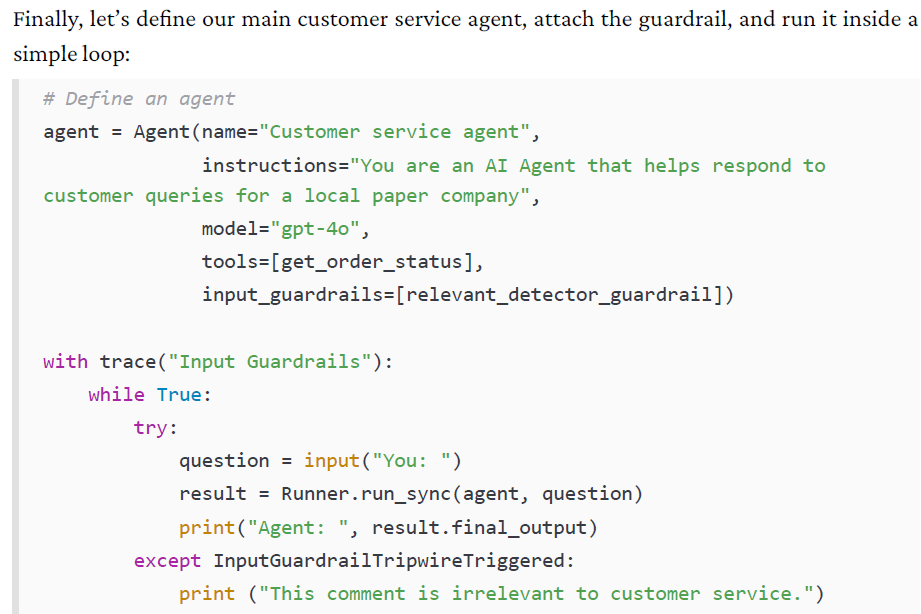 Finally, let’s define our main customer service agent, attach the guardrail, and run it inside a
simple loop:
# Define an agent
agent = Agent(name="Customer service agent",
              instructions="You are an AI Agent that helps respond to
customer queries for a local paper company",
              model="gpt-4o",
              tools=[get_order_status],
              input_guardrails=[relevant_detector_guardrail])

with trace("Input Guardrails"):
    while True:
        try:
            question = input("You: ")
            result = Runner.run_sync(agent, question)
            print("Agent: ", result.final_output)
        except InputGuardrailTripwireTriggered:
            print ("This comment is irrelevant to customer service.")